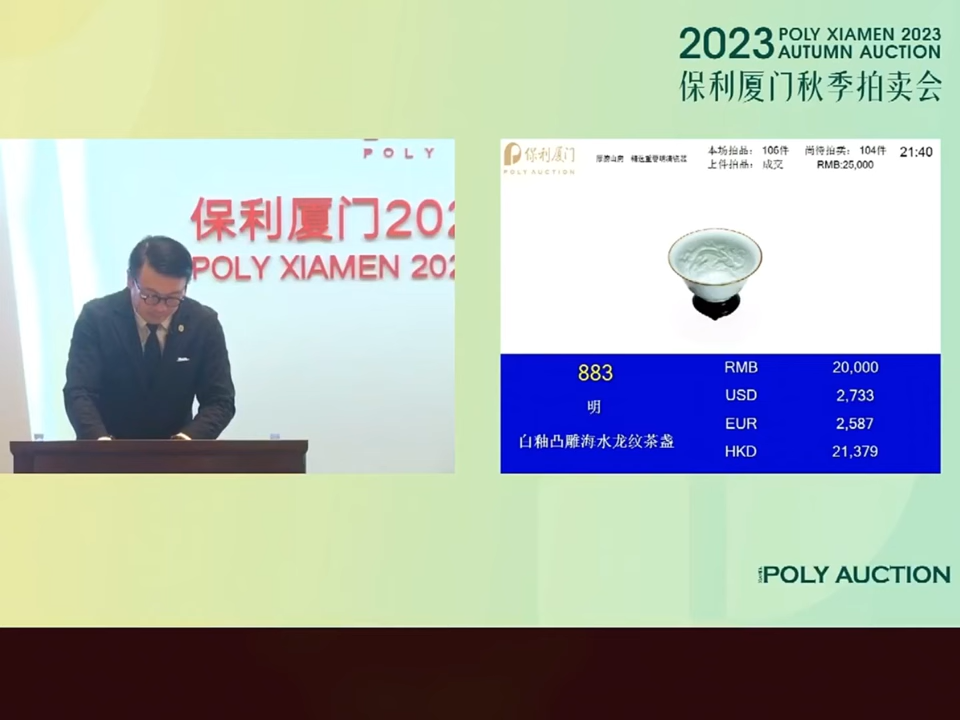 2023 POLY XIAMEN 2023
AUTUMN AUCTION
保利厦门秋季拍卖会
POLY
保利厦门202
POLY XIAMEN 202
保利厦门
POLY AUCTION
本场拍品: 106件 尚待拍卖: 104件 21:40
上件拍品: 成交 RMB:25,000
883
明
白釉凸雕海水龙纹茶盏
RMB 20,000
USD 2,733
EUR 2,587
HKD 21,379
POLY AUCTION